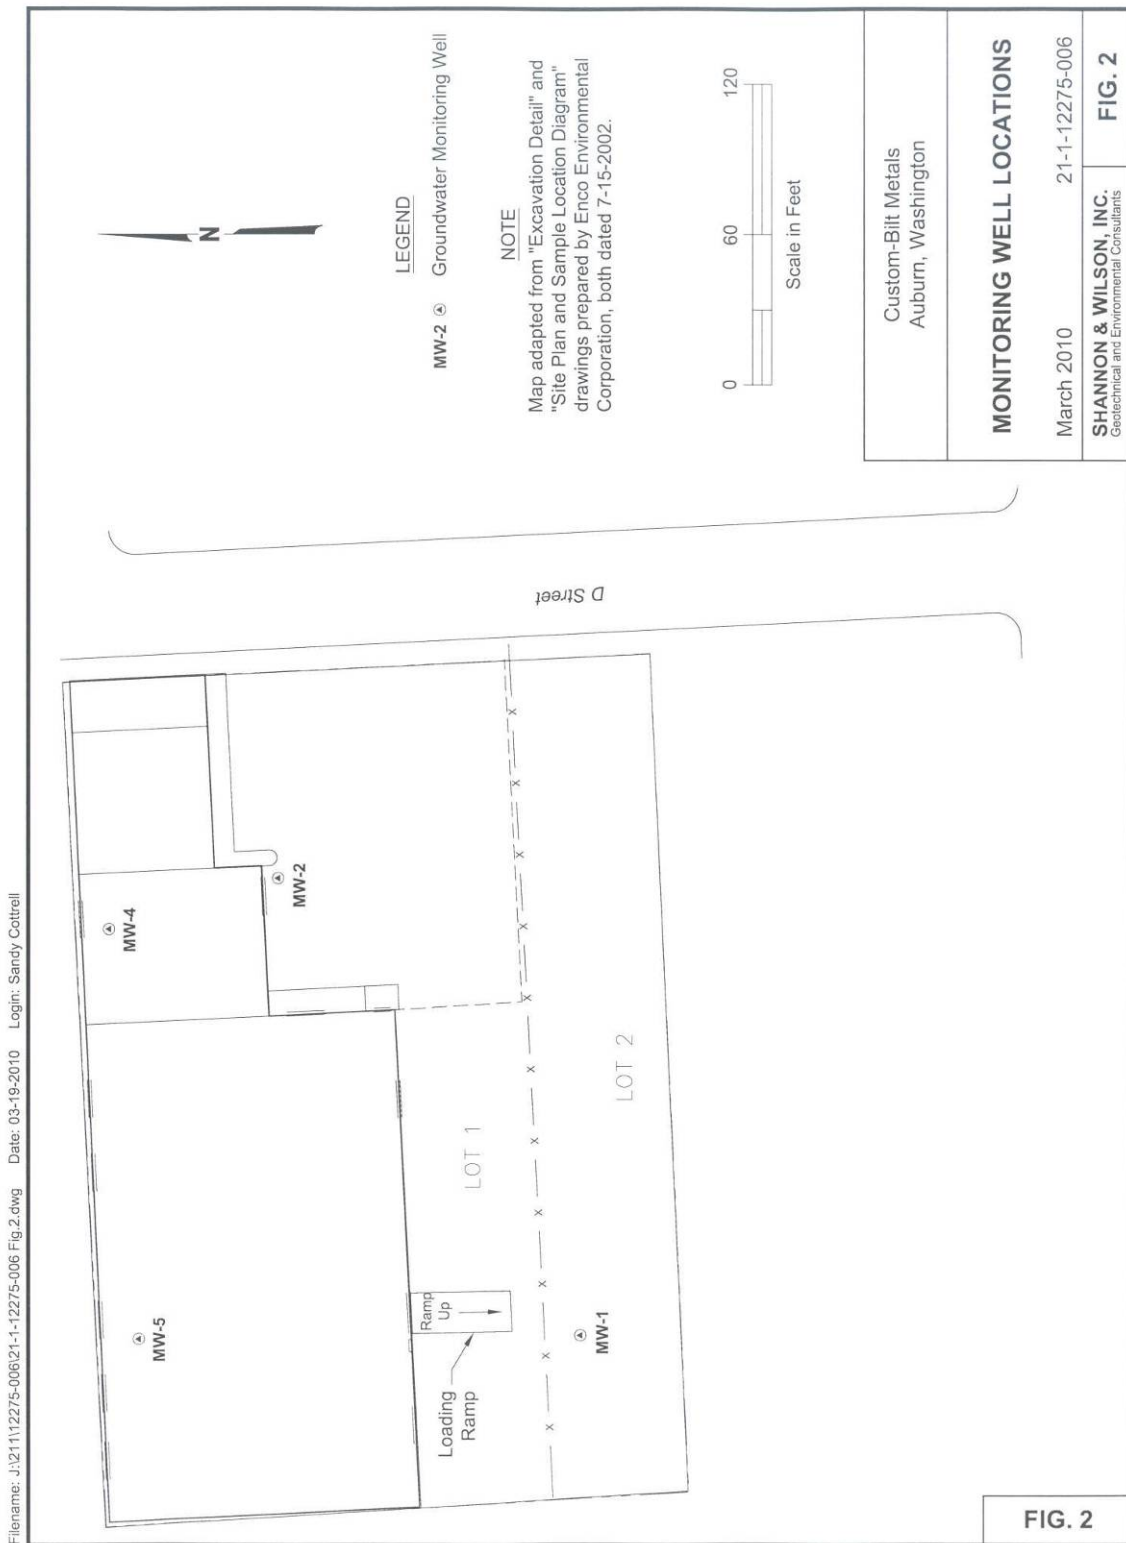 Filename: J:\211\12275-006\21-1-12275-006 Fig.2.dwg Date: 03-19-2010 Login: Sandy Cottrell
MW-5
MW-4
MW-2
Ramp
Up
Loading
Ramp
LOT 1
MW-1
LOT 2
D Street
N
LEGEND
MW-2 Groundwater Monitoring Well
NOTE
Map adapted from "Excavation Detail" and
"Site Plan and Sample Location Diagram"
drawings prepared by Enco Environmental
Corporation, both dated 7-15-2002.
0 60 120
Scale in Feet
Custom-Bilt Metals
Auburn, Washington
MONITORING WELL LOCATIONS
March 2010 21-1-12275-006
SHANNON & WILSON, INC.
Geotechnical and Environmental Consultants
FIG. 2
FIG. 2